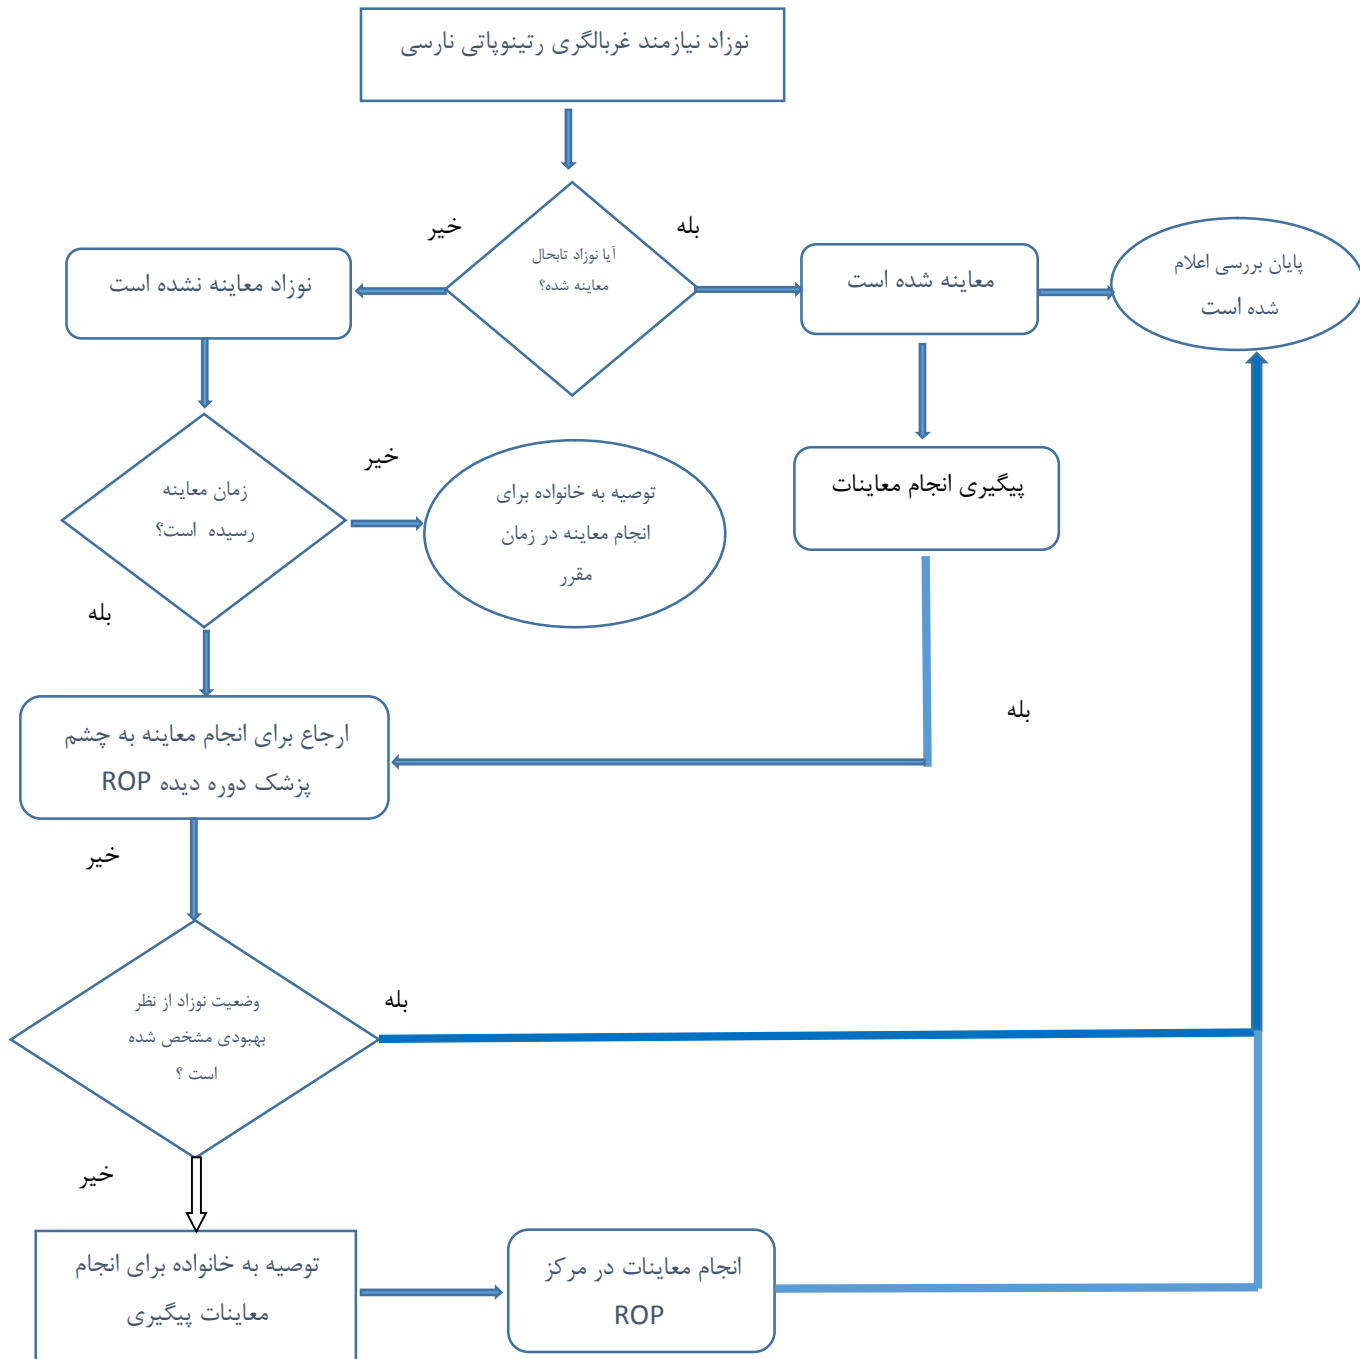 نوزاد نیازمند غربالگری رتینوپاتی نارسی
خیر
بله
آیا نوزاد تابحال
معاینه شده؟
نوزاد معاینه نشده است
معاینه شده است
پایان بررسی اعلام
شده است
زمان معاینه
رسیده است؟
خیر
توصیه به خانواده برای
انجام معاینه در زمان
مقرر
پیگیری انجام معاینات
بله
بله
ارجاع برای انجام معاینه به چشم
پزشک دوره دیده ROP
خیر
وضعیت نوزاد از نظر
بهبودی مشخص شده
است ؟
بله
خیر
توصیه به خانواده برای انجام
معاینات پیگیری
انجام معاینات در مرکز
ROP